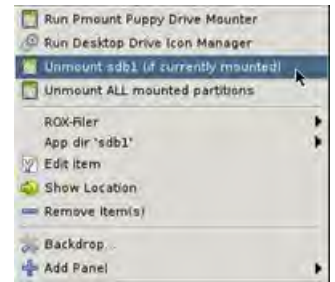 Run Pmount Puppy Drive Mounter
Run Desktop Drive Icon Manager
Unmount sdb1 (if currently mounted)
Unmount ALL mounted partitions
ROX-Filer
App dir 'sdb1'
Edit Item
Show Location
Remove Item(s)
Backdrop...
Add Panel